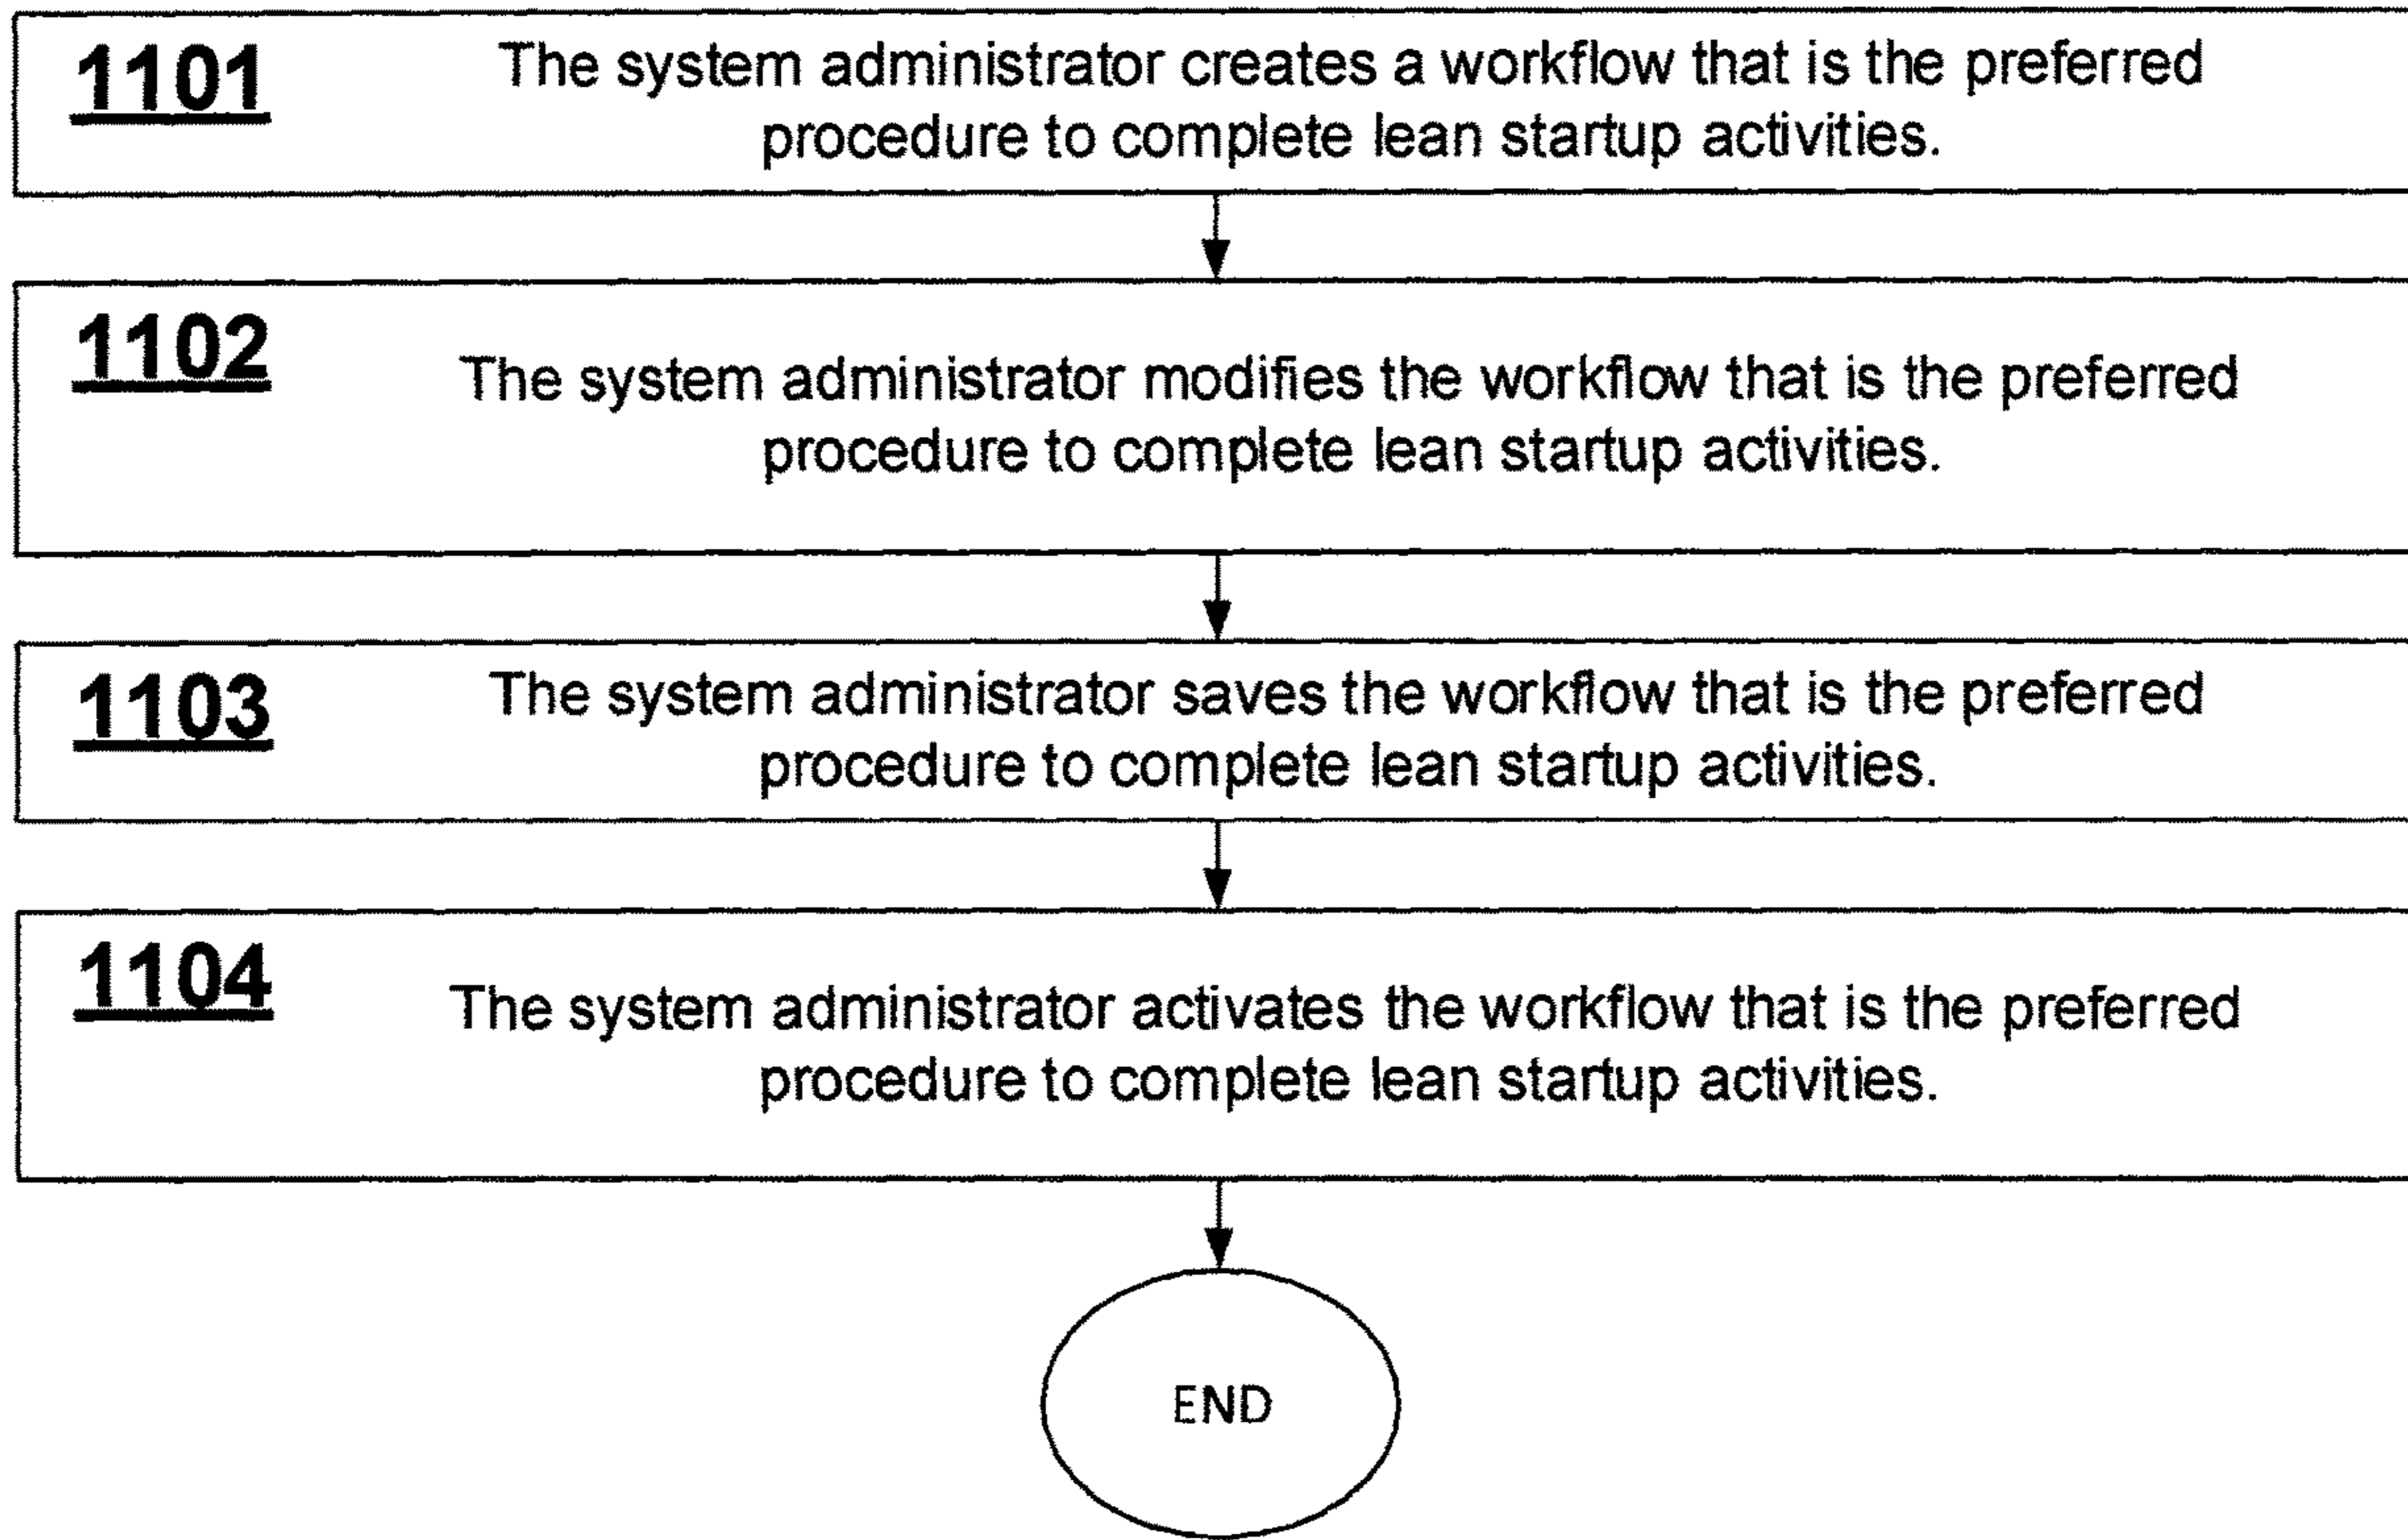 1101
The system administrator creates a workflow that is the preferred
procedure to complete lean startup activities.
1102
The system administrator modifies the workflow that is the preferred
procedure to complete lean startup activities.
1103
The system administrator saves the workflow that is the preferred
procedure to complete lean startup activities.
1104
The system administrator activates the workflow that is the preferred
procedure to complete lean startup activities.
END